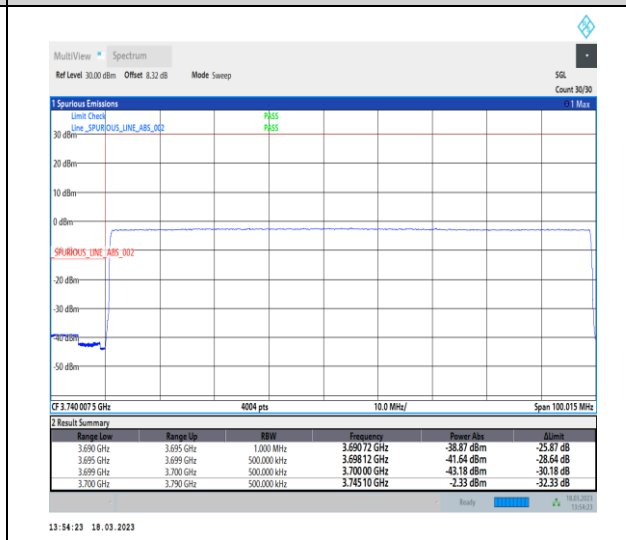 MultiView Spectrum
Ref Level 30.00 dBm Offset 8.32 dB Mode Sweep SGL
Count 30/30
1 Spurious Emissions 1 Max
Limit Check PASS
Line _SPURIOUS_LINE_ABS_002 PASS
30 dBm
20 dBm
10 dBm
0 dBm
_SPURIOUS_LINE_ABS_002
-20 dBm
-30 dBm
-40 dBm
-50 dBm
CF 3.740 007 5 GHz 4004 pts 10.0 MHz/ Span 100.015 MHz
2 Result Summary
Range Low Range Up RBW Frequency Power Abs ΔLimit
3.690 GHz 3.695 GHz 1.000 MHz 3.690 72 GHz -38.87 dBm -25.87 dB
3.695 GHz 3.699 GHz 500.000 kHz 3.698 12 GHz -41.64 dBm -28.64 dB
3.699 GHz 3.700 GHz 500.000 kHz 3.700 00 GHz -43.18 dBm -30.18 dB
3.700 GHz 3.790 GHz 500.000 kHz 3.745 10 GHz -2.33 dBm -32.33 dB
Ready 18.03.2023
13:54:23
13:54:23 18.03.2023